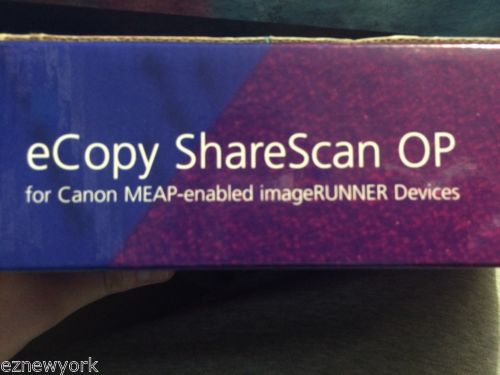 eCopy ShareScan OP
for Canon MEAP-enabled imageRUNNER Devices
eznewyork